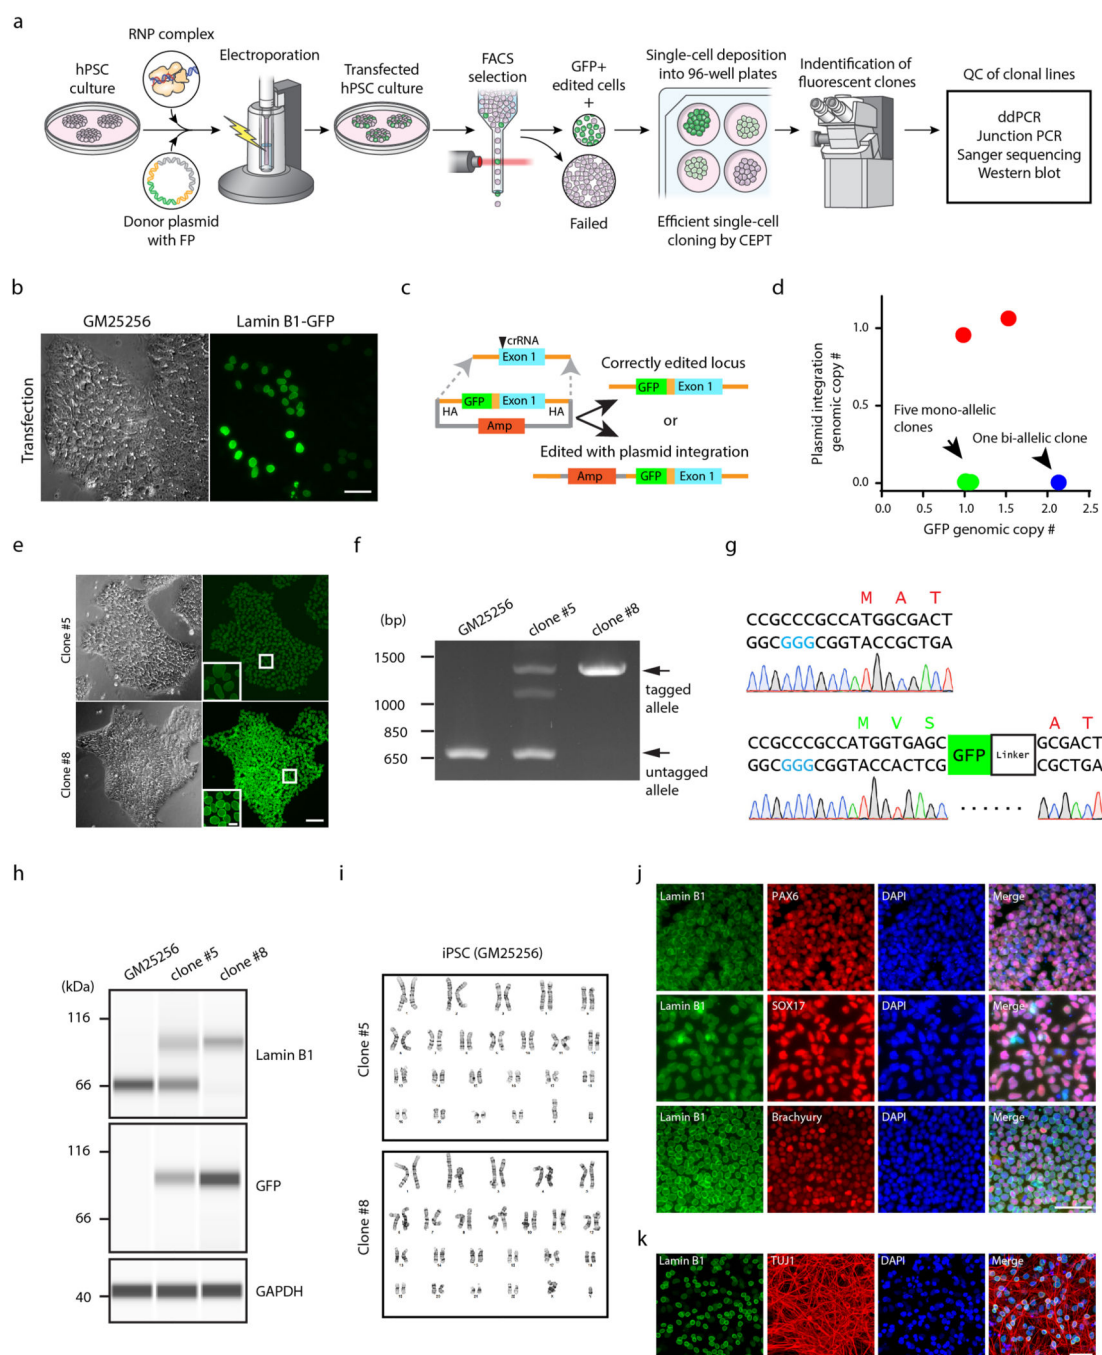 a
RNP complex
hPSC
culture
Electroporation
Donor plasmid
with FP
Transfected
hPSC culture
FACS
selection
GFP+
edited cells
+
Failed
Single-cell deposition
into 96-well plates
Efficient single-cell
cloning by CEPT
Indentification of
fluorescent clones
QC of clonal lines
ddPCR
Junction PCR
Sanger sequencing
Western blot
b
GM25256
Lamin B1-GFP
Transfection
c
crRNA
Exon 1
HA
GFP
Exon 1
HA
Amp
Correctly edited locus
GFP
Exon 1
or
Edited with plasmid integration
Amp
GFP
Exon 1
d
Plasmid integration
genomic copy #
1.0
0.0
Five mono-allelic
clones
One bi-allelic clone
0.0 0.5 1.0 1.5 2.0 2.5
GFP genomic copy #
e
Clone #5
Clone #8
f
(bp)
GM25256
clone #5
clone #8
1500
1000
850
650
tagged
allele
untagged
allele
g
M A T
CCGCCCGCCATGGCGACT
GGCGGGCGGTACCGCTGA
M V S
A T
CCGCCCGCCATGGTGAGC
GGCGGGCGGTACCACTCG
GFP
Linker
GCGACT
CGCTGA
h
(kDa)
GM25256
clone #5
clone #8
116
66
Lamin B1
116
66
GFP
40
GAPDH
i
iPSC (GM25256)
Clone #5
Clone #8
j
Lamin B1 PAX6 DAPI Merge
Lamin B1 SOX17 DAPI Merge
Lamin B1 Brachyury DAPI Merge
k
Lamin B1 TUJ1 DAPI Merge